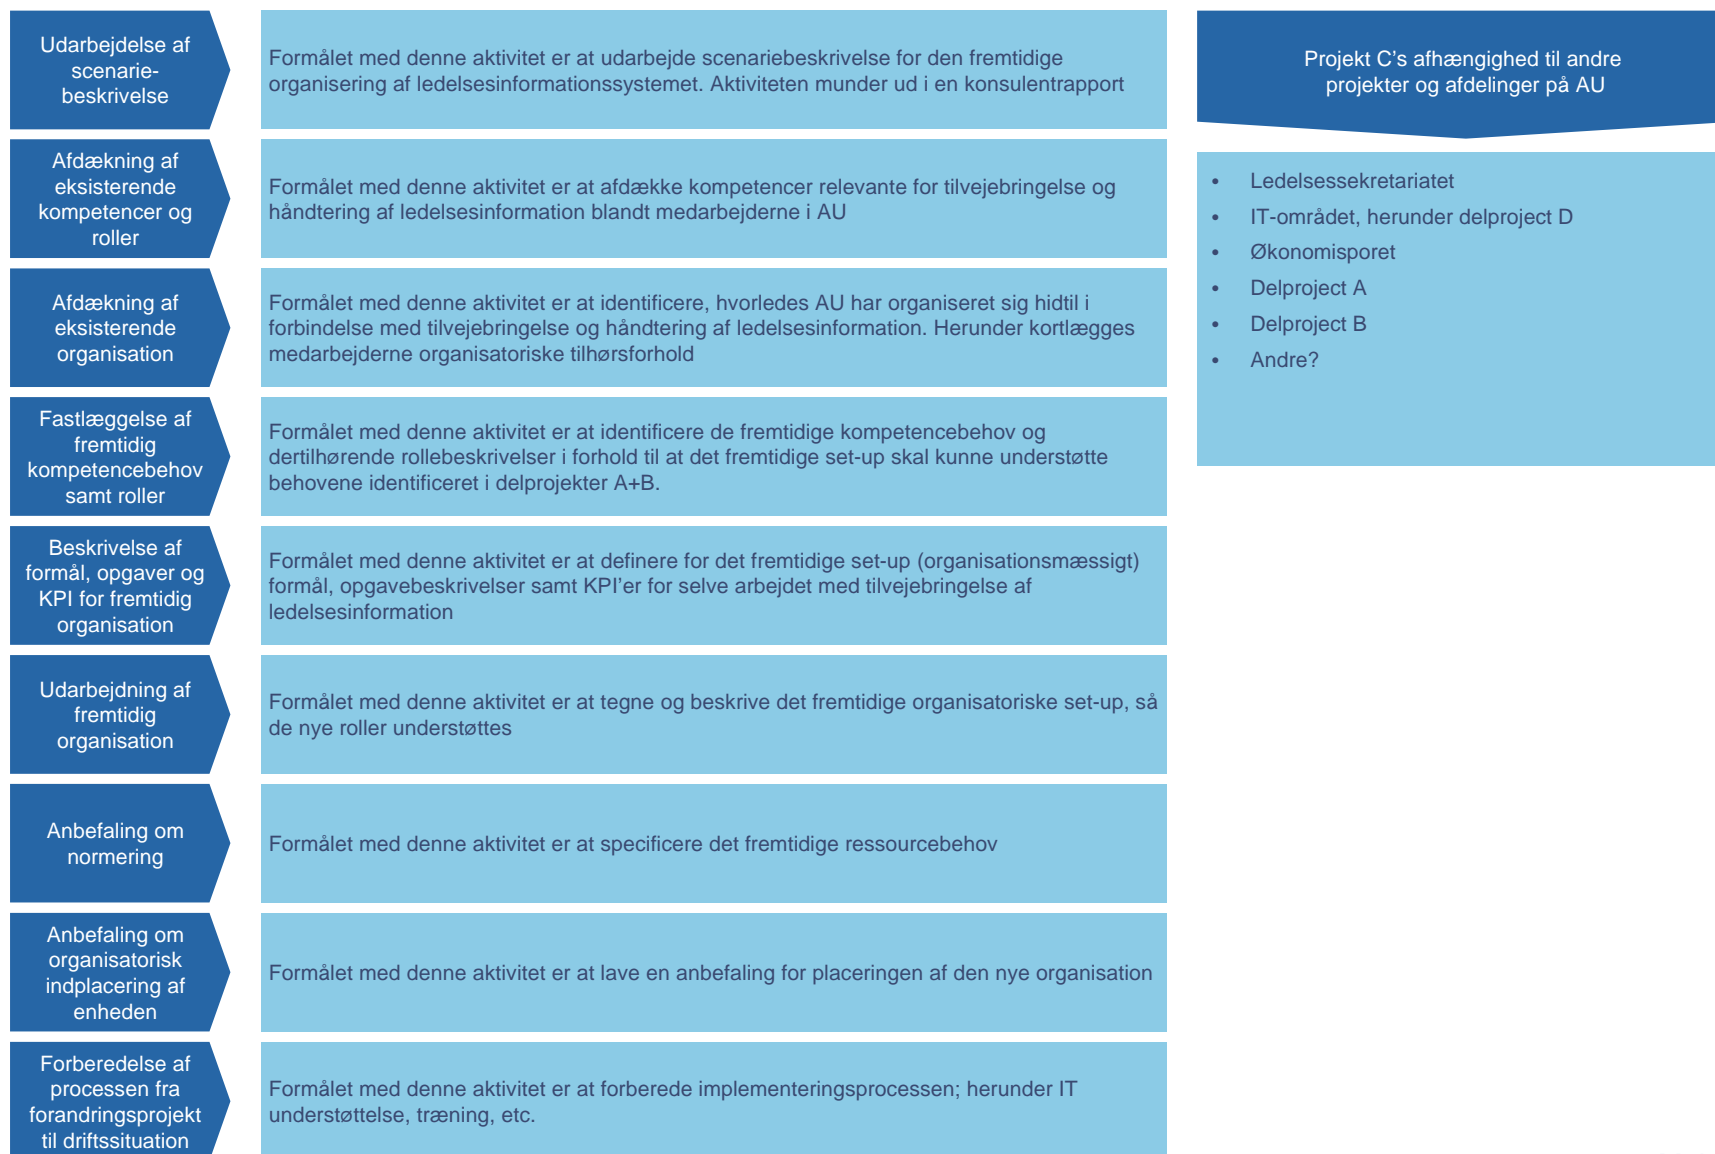 Udarbejdelse af
scenarie-
beskrivelse
Formålet med denne aktivitet er at udarbejde scenariebeskrivelse for den fremtidige
organisering af ledelsesinformationssystemet. Aktiviteten munder ud i en konsulentrapport
Afdækning af
eksisterende
kompetencer og
roller
Formålet med denne aktivitet er at afdække kompetencer relevante for tilvejebringelse og
håndtering af ledelsesinformation blandt medarbejderne i AU
Afdækning af
eksisterende
organisation
Formålet med denne aktivitet er at identificere, hvorledes AU har organiseret sig hidtil i
forbindelse med tilvejebringelse og håndtering af ledelsesinformation. Herunder kortlægges
medarbejderne organisatoriske tilhørsforhold
Fastlæggelse af
fremtidig
kompetencebehov
samt roller
Formålet med denne aktivitet er at identificere de fremtidige kompetencebehov og
dertilhørende rollebeskrivelser i forhold til at det fremtidige set-up skal kunne understøtte
behovene identificeret i delprojekter A+B.
Beskrivelse af
formål, opgaver og
KPI for fremtidig
organisation
Formålet med denne aktivitet er at definere for det fremtidige set-up (organisationsmæssigt)
formål, opgavebeskrivelser samt KPI’er for selve arbejdet med tilvejebringelse af
ledelsesinformation
Udarbejdning af
fremtidig
organisation
Formålet med denne aktivitet er at tegne og beskrive det fremtidige organisatoriske set-up, så
de nye roller understøttes
Anbefaling om
normering
Formålet med denne aktivitet er at specificere det fremtidige ressourcebehov
Anbefaling om
organisatorisk
indplacering af
enheden
Formålet med denne aktivitet er at lave en anbefaling for placeringen af den nye organisation
Forberedelse af
processen fra
forandringsprojekt
til driftssituation
Formålet med denne aktivitet er at forberede implementeringsprocessen; herunder IT
understøttelse, træning, etc.
Projekt C’s afhængighed til andre
projekter og afdelinger på AU
• Ledelsessekretariatet
• IT-området, herunder delproject D
• Økonomisporet
• Delproject A
• Delproject B
• Andre?